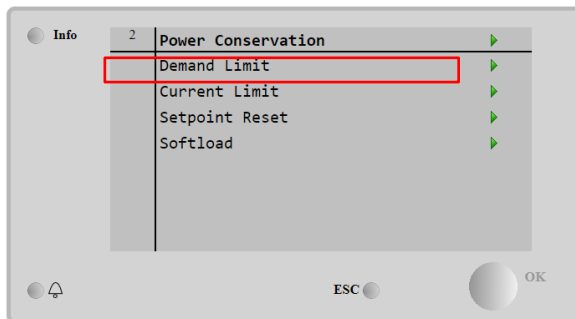 Info
2 Power Conservation
Demand Limit
Current Limit
Setpoint Reset
Softload
ESC
OK